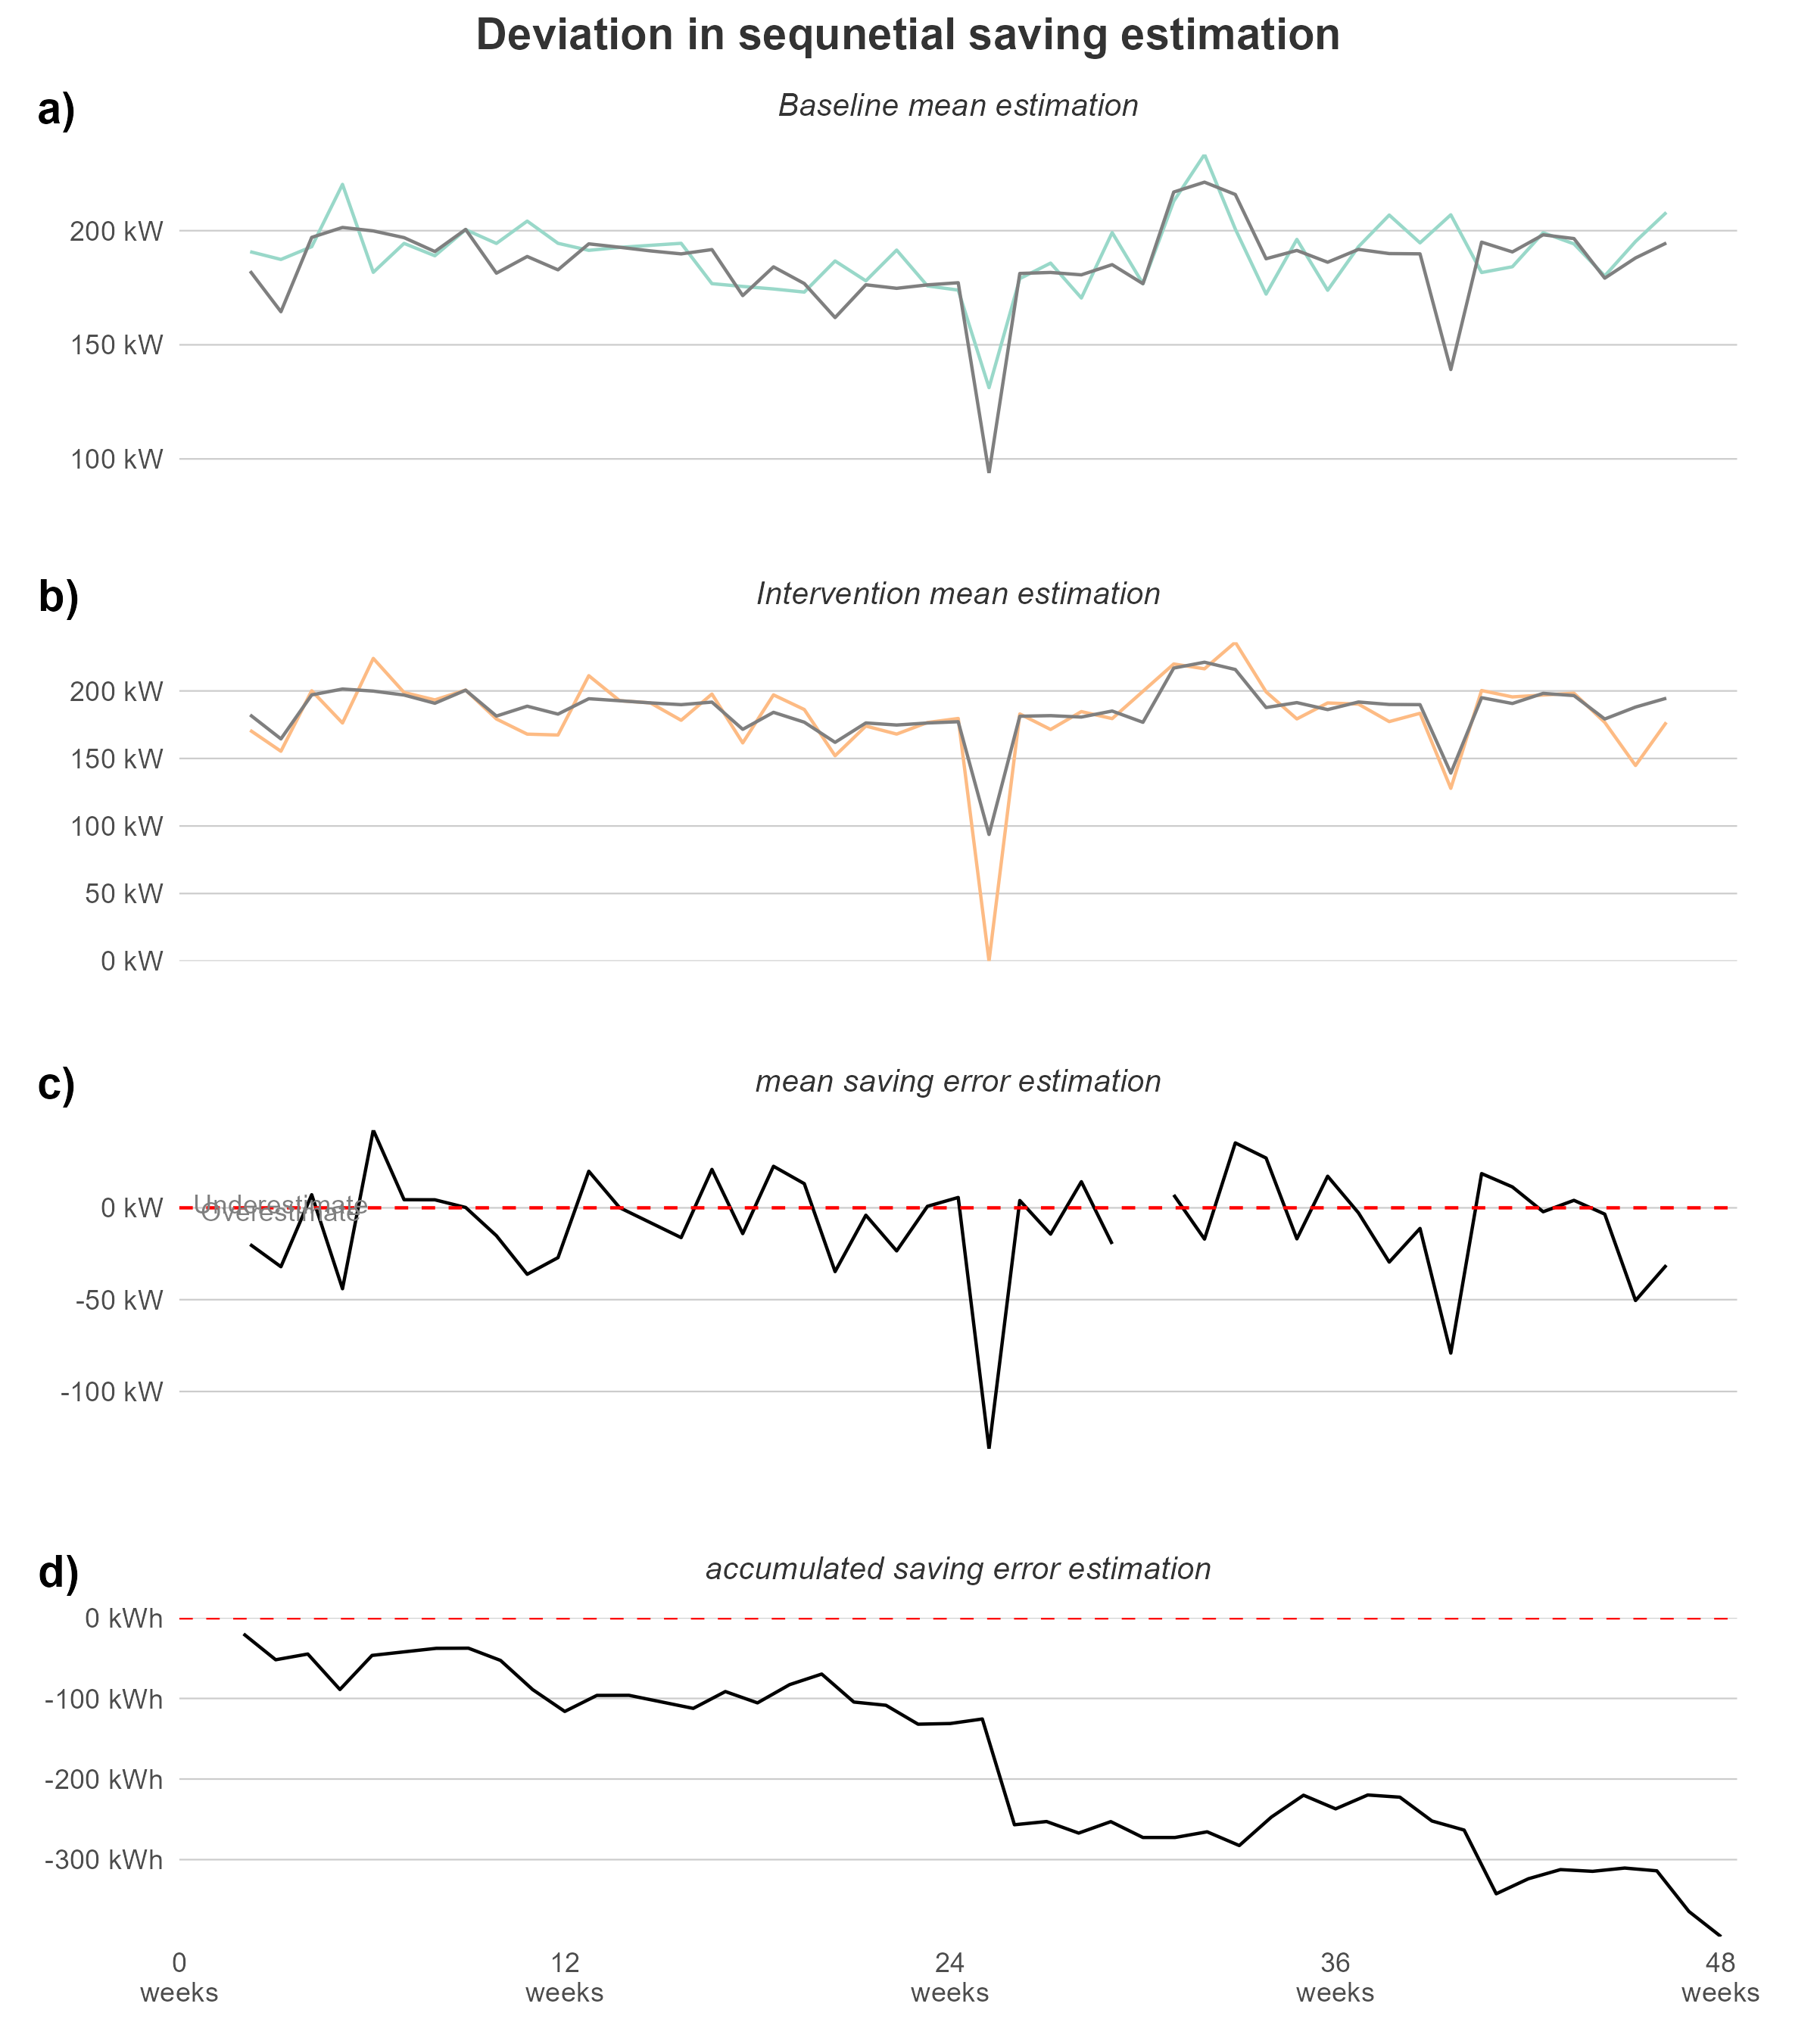 Deviation in sequnetial saving estimation
a)
Baseline mean estimation
200 kW
150 kW
100 kW
b)
Intervention mean estimation
200 kW
150 kW
100 kW
50 kW
0 kW
c)
mean saving error estimation
Underestimate
0 kW
Overestimate
-50 kW
-100 kW
d)
accumulated saving error estimation
0 kWh
-100 kWh
-200 kWh
-300 kWh
0 12 24 36 48
weeks weeks weeks weeks weeks